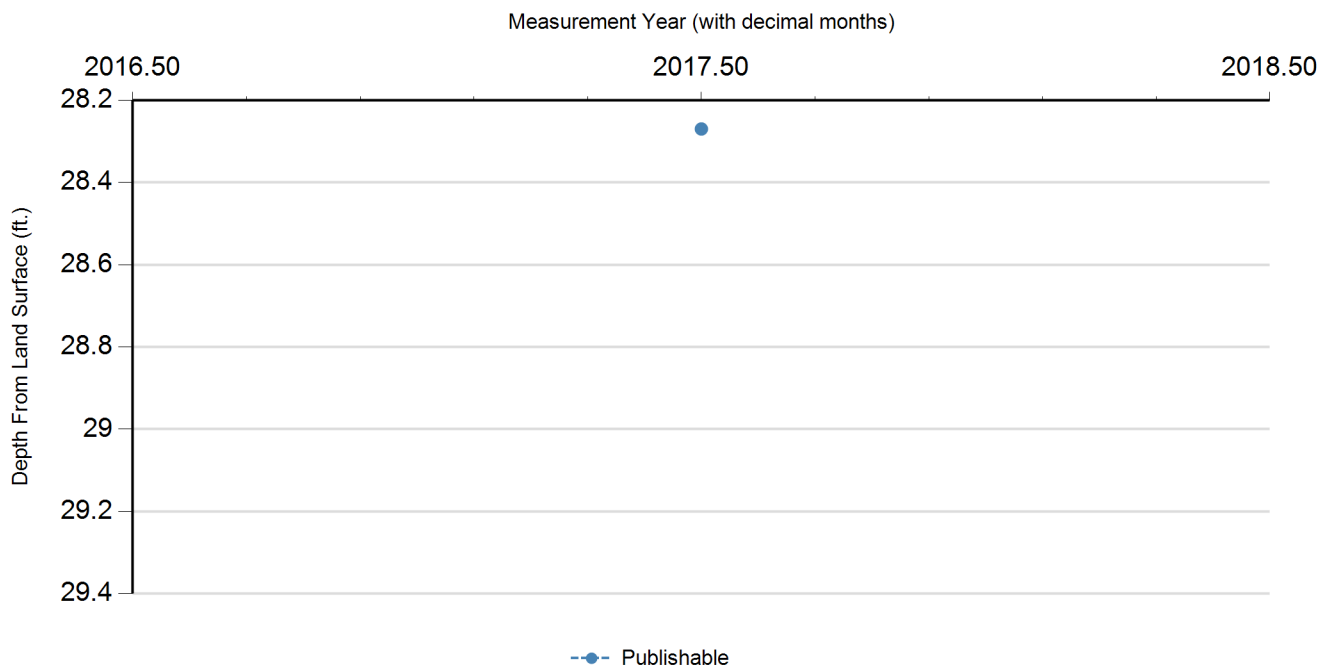 Measurement Year (with decimal months)
2016.50 2017.50 2018.50
28.2
28.4
28.6
28.8
29
29.2
29.4
Depth From Land Surface (ft.)
Publishable